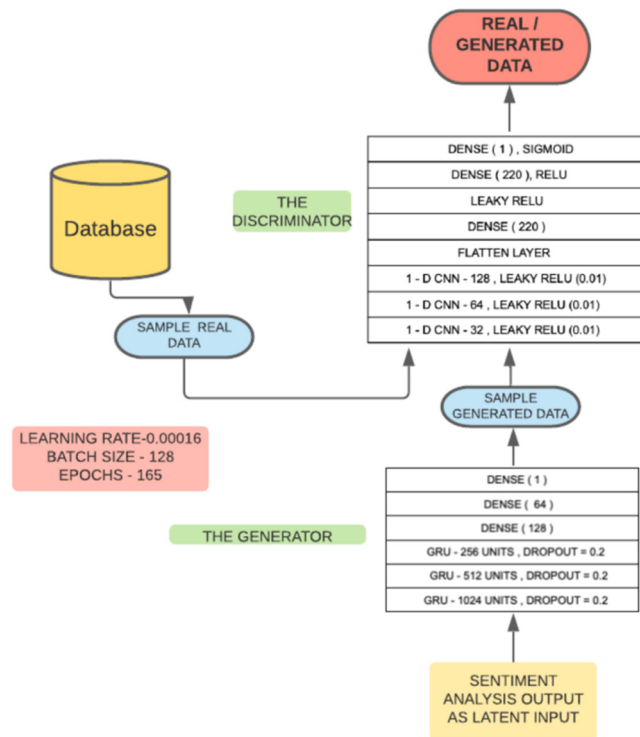 REAL /
GENERATED
DATA
DENSE ( 1 ) , SIGMOID
DENSE ( 220 ), RELU
LEAKY RELU
DENSE ( 220 )
FLATTEN LAYER
1 - D CNN - 128 , LEAKY RELU (0.01)
1 - D CNN - 64 , LEAKY RELU (0.01)
1 - D CNN - 32 , LEAKY RELU (0.01)
THE
DISCRIMINATOR
Database
SAMPLE REAL
DATA
SAMPLE
GENERATED DATA
LEARNING RATE-0.00016
BATCH SIZE - 128
EPOCHS - 165
THE GENERATOR
DENSE ( 1 )
DENSE ( 64 )
DENSE ( 128 )
GRU - 256 UNITS , DROPOUT = 0.2
GRU - 512 UNITS , DROPOUT = 0.2
GRU - 1024 UNITS , DROPOUT = 0.2
SENTIMENT
ANALYSIS OUTPUT
AS LATENT INPUT